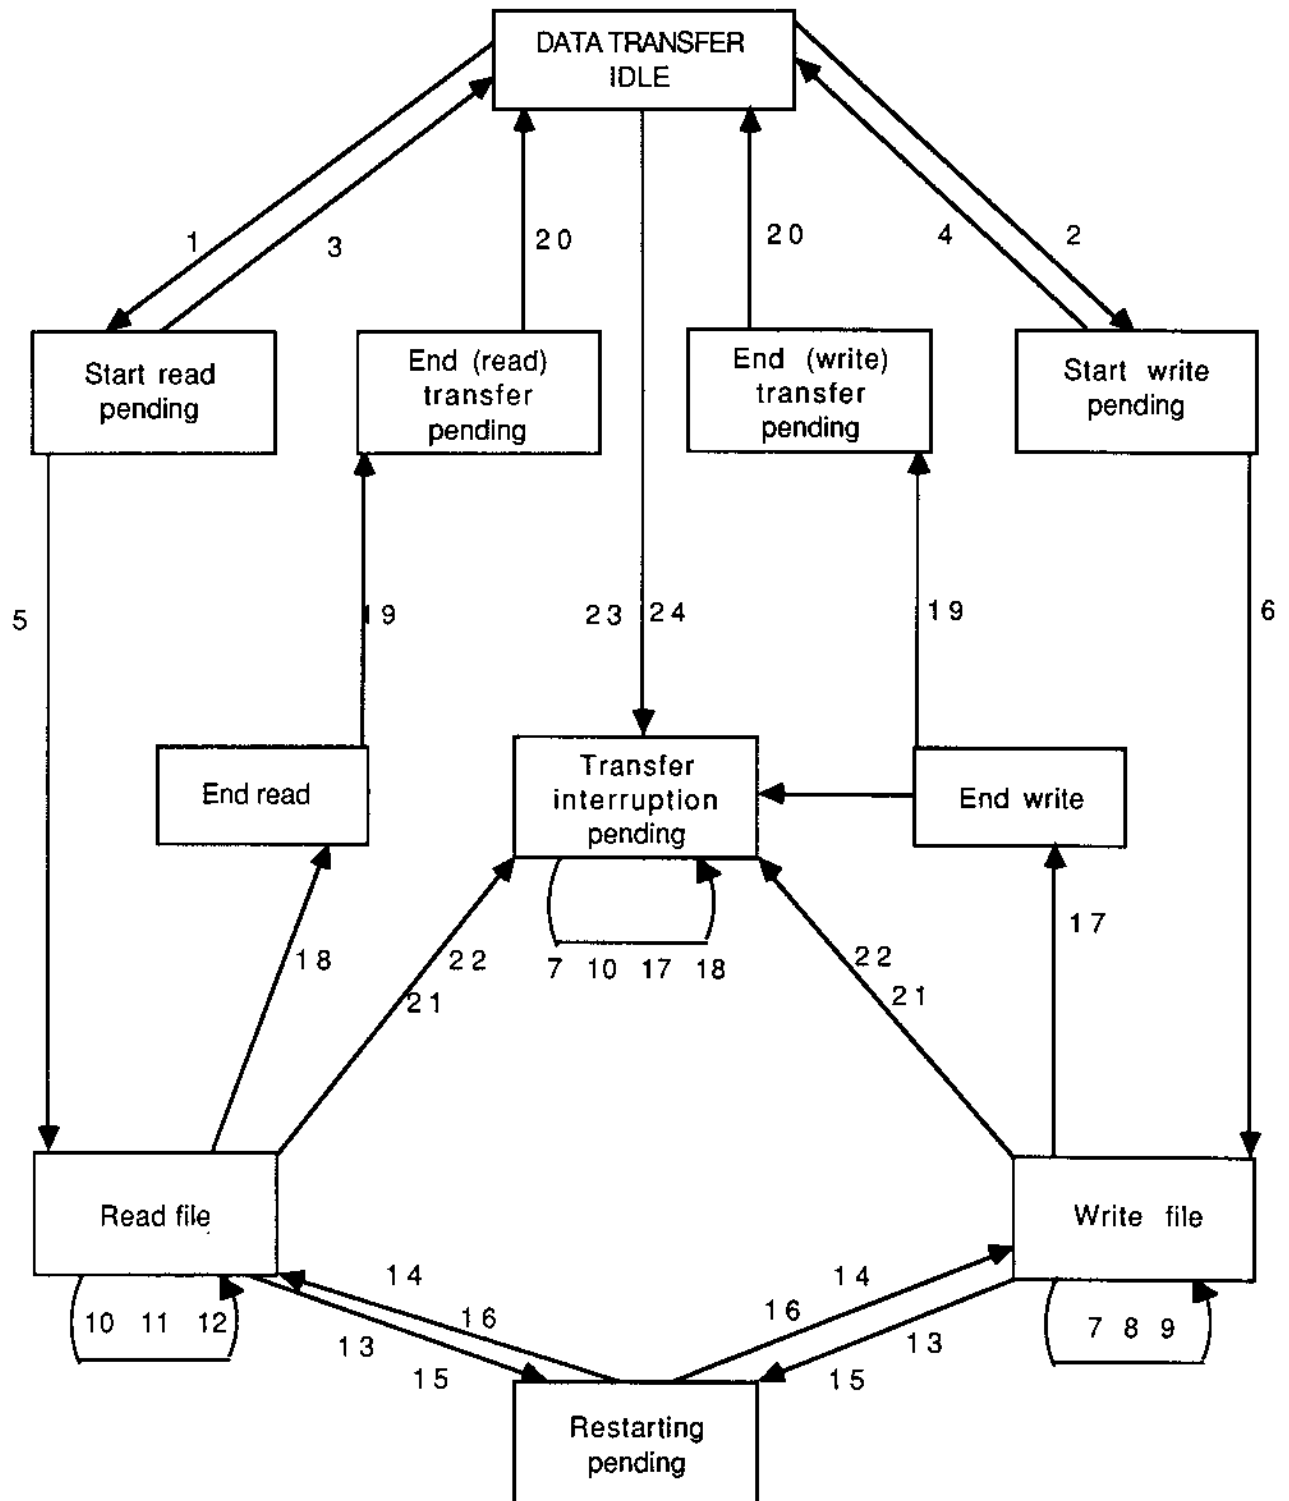 DATA TRANSFER
IDLE
1
3
20
20
4
2
Start read
pending
End (read)
transfer
pending
End (write)
transfer
pending
Start write
pending
5
19
23
24
19
6
End read
Transfer
interruption
pending
End write
18
22
21
7 10 17 18
22
21
17
Read file
Write file
10 11 12
14
16
13
15
14
16
13
15
7 8 9
Restarting
pending